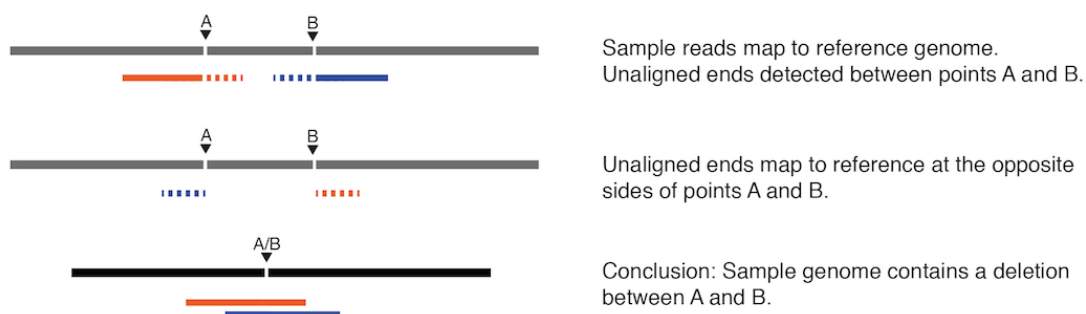 A B
Sample reads map to reference genome.
Unaligned ends detected between points A and B.
A B
Unaligned ends map to reference at the opposite
sides of points A and B.
A/B
Conclusion: Sample genome contains a deletion
between A and B.